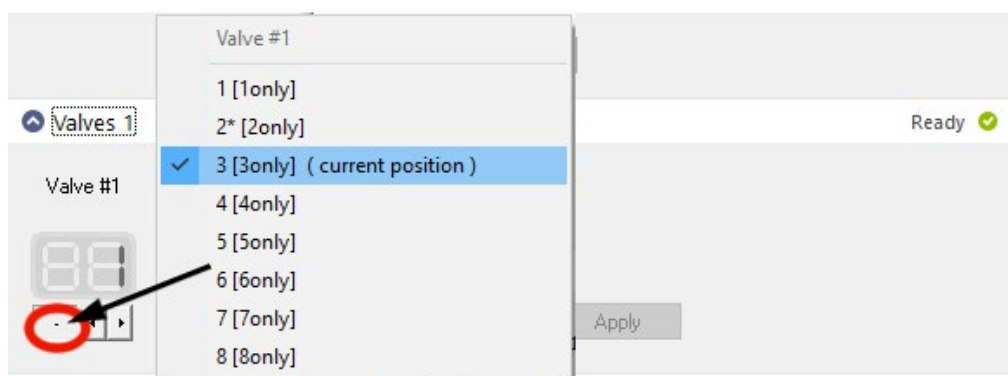 Valve #1
1 [1only]
Valves 1
2* [2only]
Ready
3 [3only] ( current position )
Valve #1
4 [4only]
5 [5only]
1
6 [6only]
7 [7only]
Apply
8 [8only]